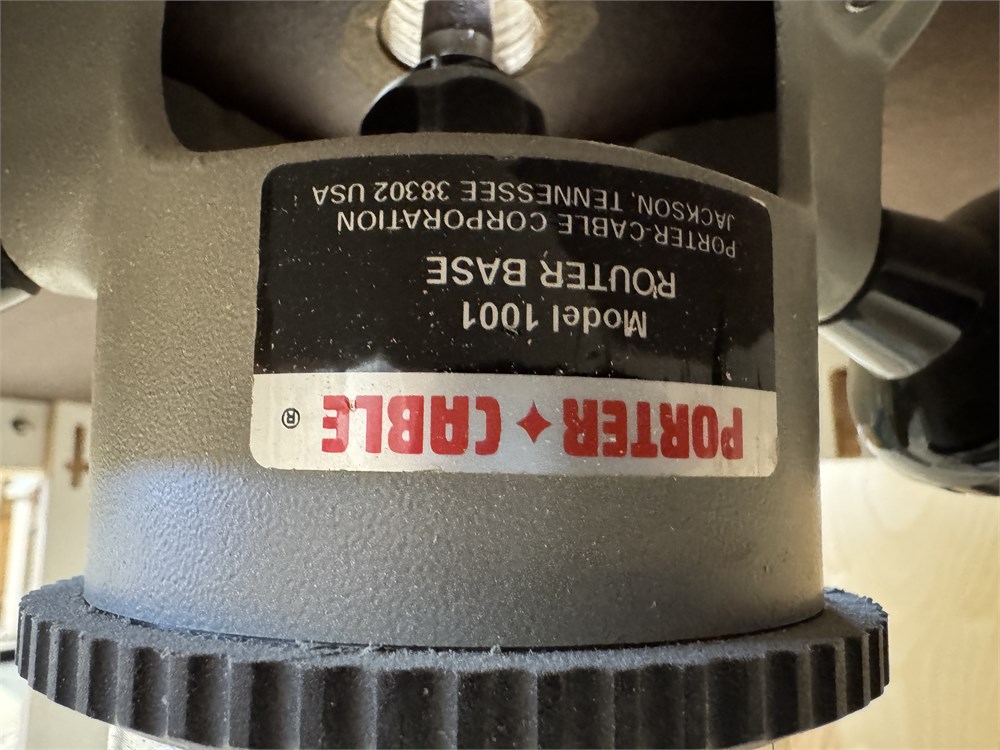 PORTER✦CABLE ®
Model 1001
ROUTER BASE
PORTER-CABLE CORPORATION
JACKSON, TENNESSEE 38302 USA